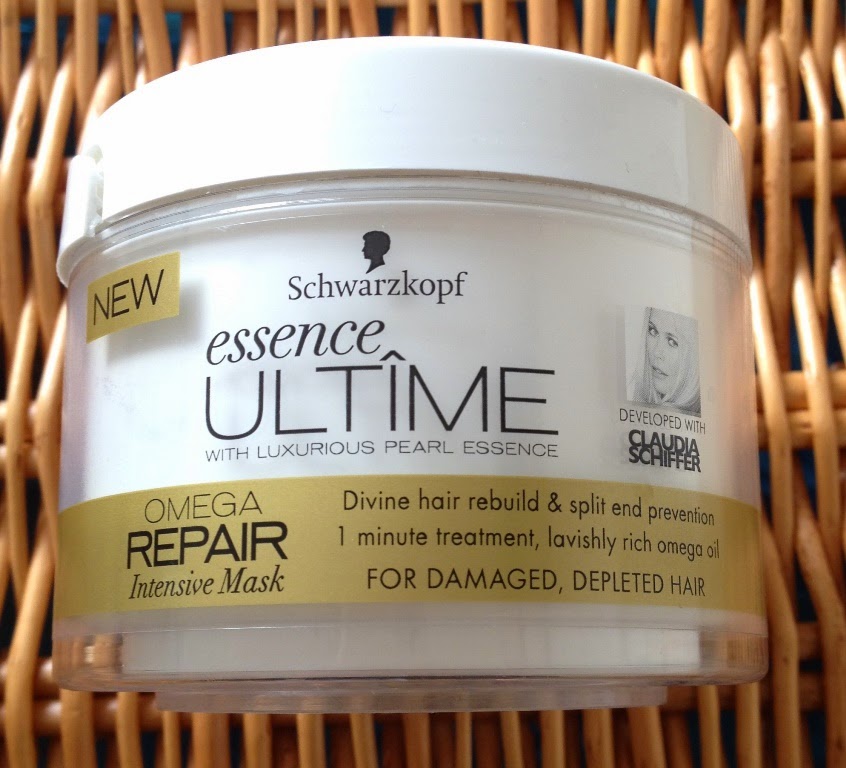 NEW
Schwarzkopf
essence
ULTÎME
WITH LUXURIOUS PEARL ESSENCE
DEVELOPED WITH
CLAUDIA
SCHIFFER
OMEGA
REPAIR
Intensive Mask
Divine hair rebuild & split end prevention
1 minute treatment, lavishly rich omega oil
FOR DAMAGED, DEPLETED HAIR